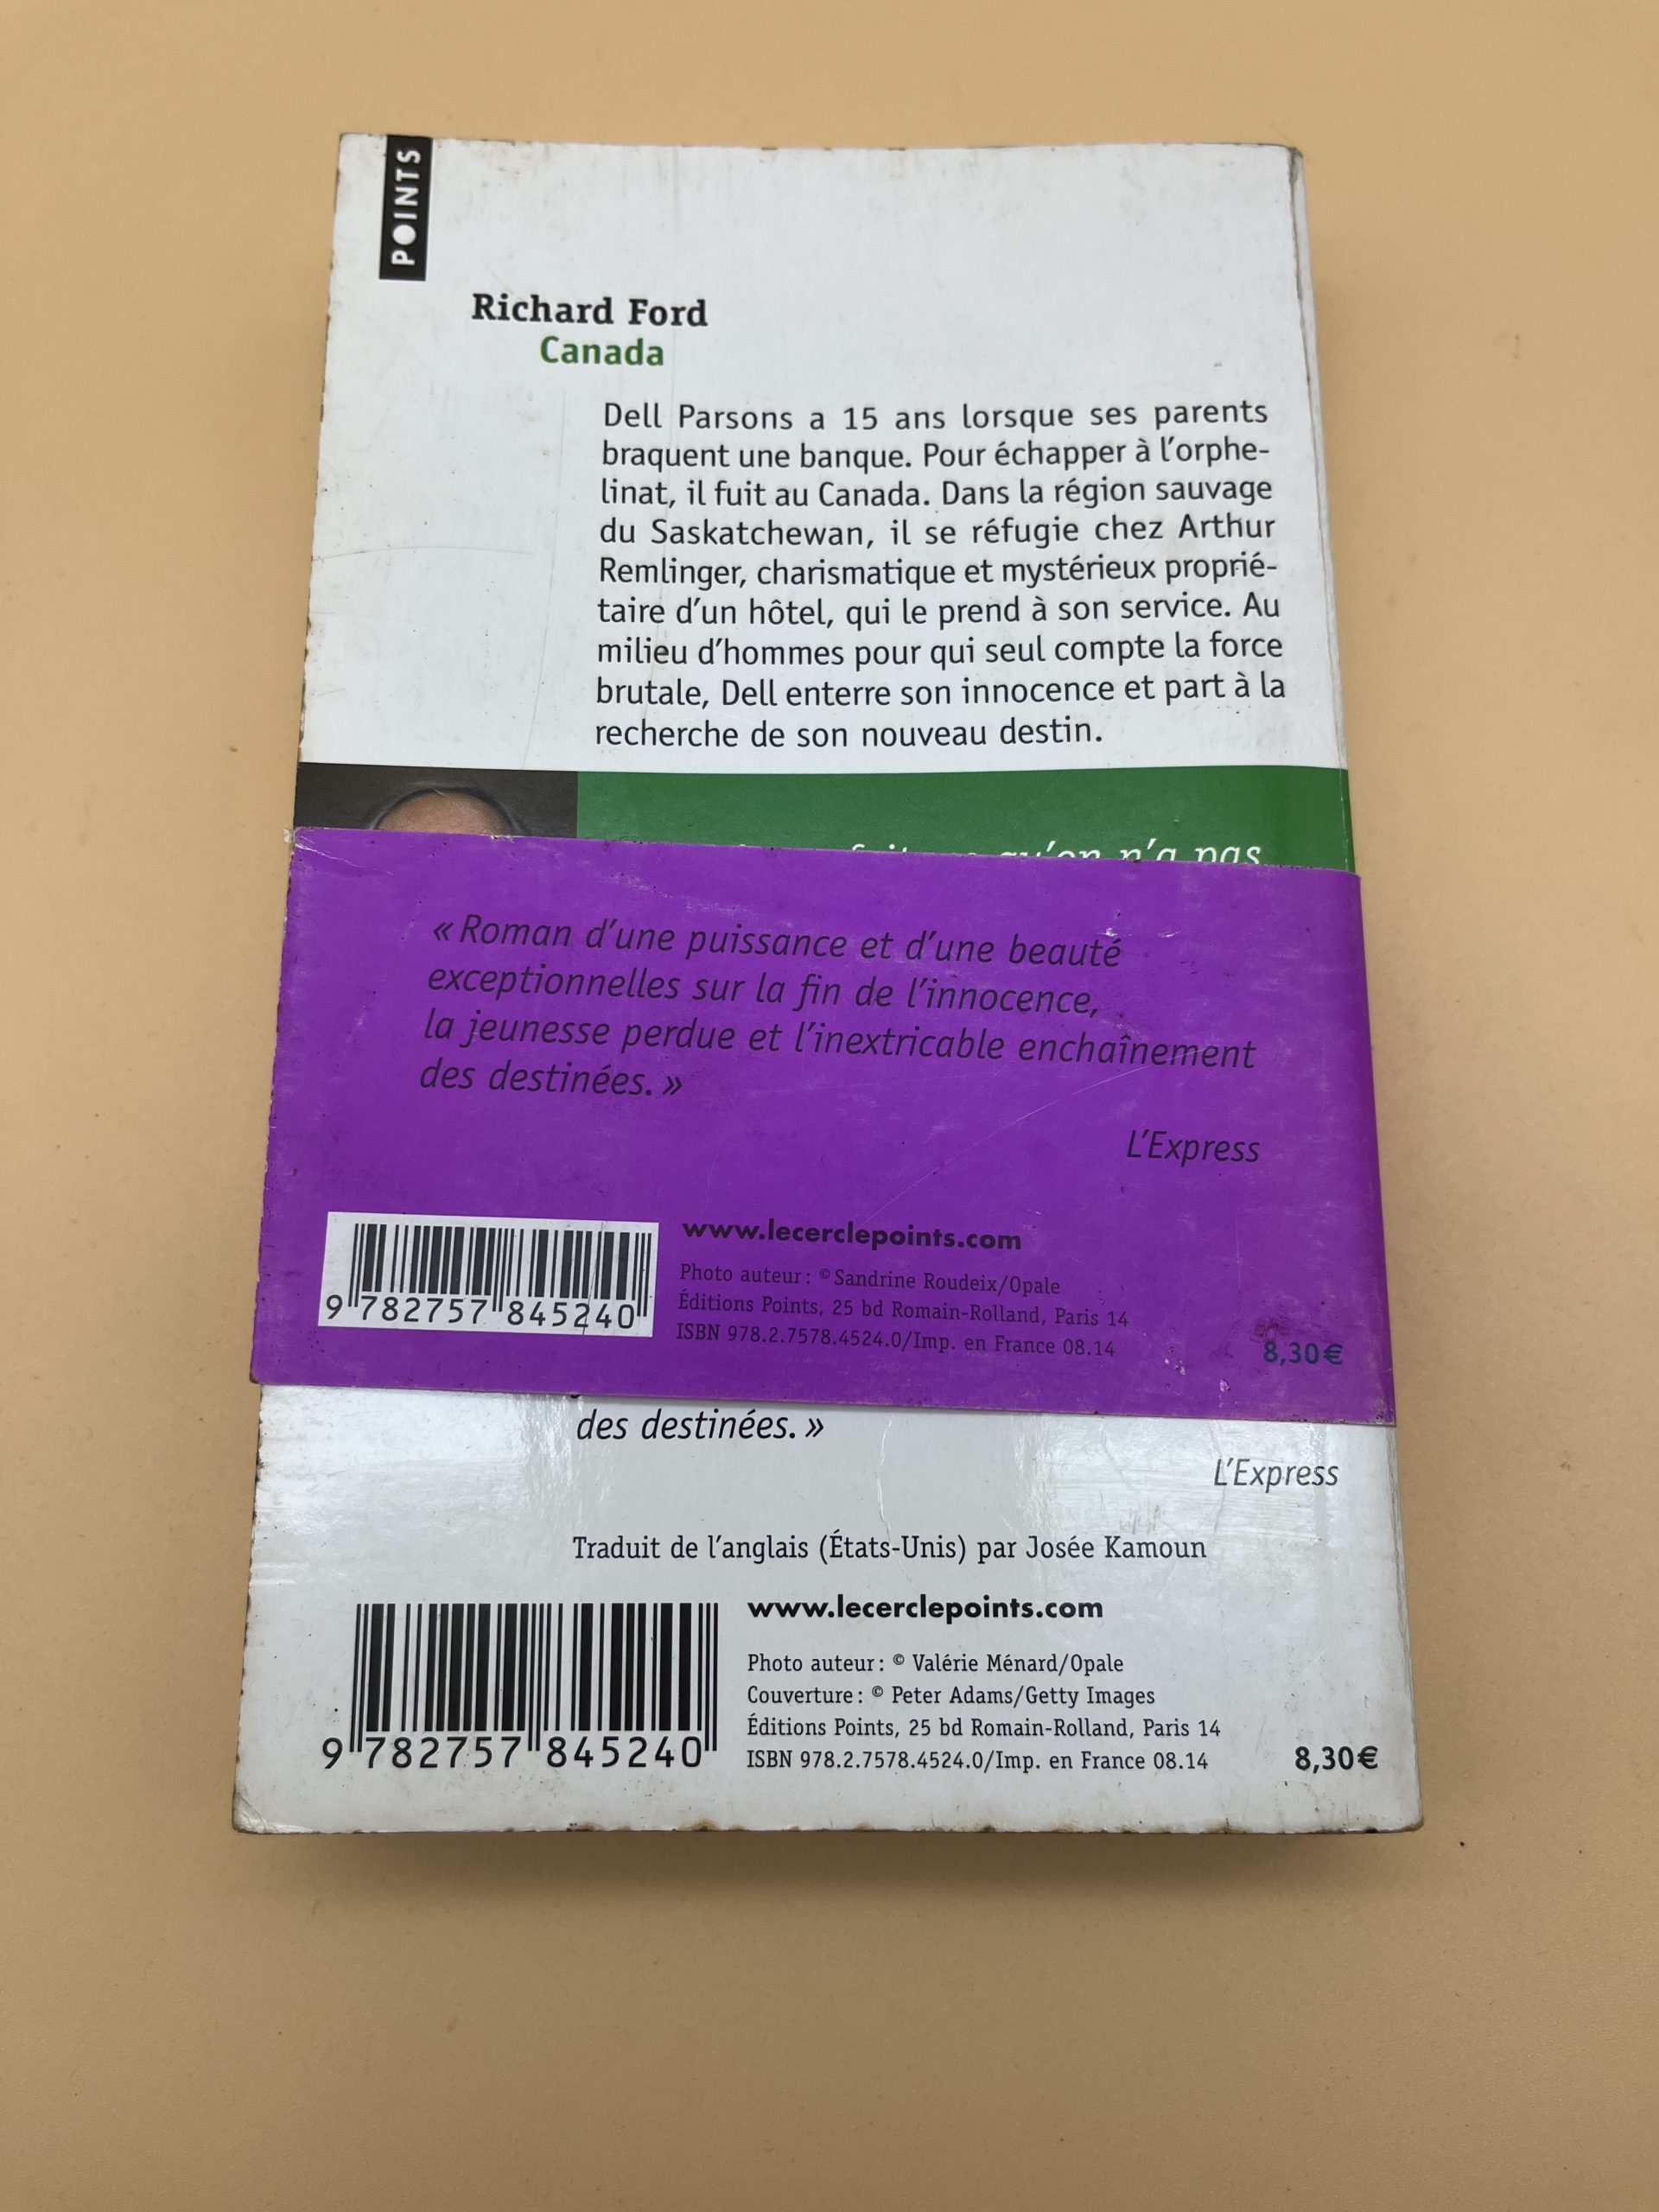 POINTS
Richard Ford
Canada
Dell Parsons a 15 ans lorsque ses parents
braquent une banque. Pour échapper à l'orphe-
linat, il fuit au Canada. Dans la région sauvage
du Saskatchewan, il se réfugie chez Arthur
Remlinger, charismatique et mystérieux proprié-
taire d'un hôtel, qui le prend à son service. Au
milieu d'hommes pour qui seul compte la force
brutale, Dell enterre son innocence et part à la
recherche de son nouveau destin.
qu'on n'a pas
« Roman d'une puissance et d'une beauté
exceptionnelles sur la fin de l'innocence,
la jeunesse perdue et l'inextricable enchaînement
des destinées. »
L'Express
www.lecerclepoints.com
Photo auteur : © Sandrine Roudeix/Opale
Éditions Points, 25 bd Romain-Rolland, Paris 14
ISBN 978.2.7578.4524.0/Imp. en France 08.14
9 782757 845240
8,30€
des destinées. »
L'Express
Traduit de l'anglais (États-Unis) par Josée Kamoun
www.lecerclepoints.com
Photo auteur : © Valérie Ménard/Opale
Couverture : © Peter Adams/Getty Images
Éditions Points, 25 bd Romain-Rolland, Paris 14
ISBN 978.2.7578.4524.0/Imp. en France 08.14
9 782757 845240
8,30€